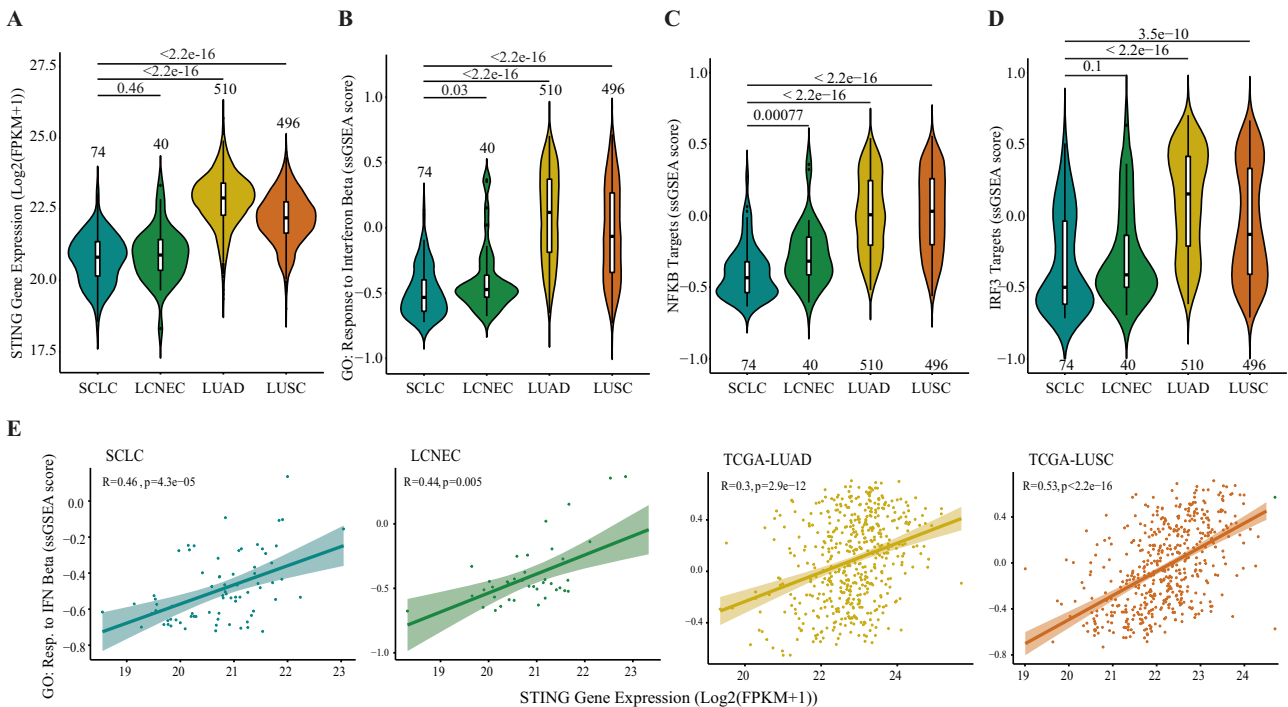 A
STING Gene Expression (Log2(FPKM+1))
27.5
25.0
22.5
20.0
17.5
<2.2e-16
<2.2e-16
0.46
74
40
510
496
SCLC LCNEC LUAD LUSC
B
GO: Response to Interferon Beta (ssGSEA score)
1.0
0.5
0.0
−0.5
−1.0
<2.2e-16
<2.2e-16
0.03
74
40
510
496
SCLC LCNEC LUAD LUSC
C
NFKB Targets (ssGSEA score)
1.0
0.5
0.0
−0.5
−1.0
< 2.2e−16
< 2.2e−16
0.00077
74 40 510 496
SCLC LCNEC LUAD LUSC
D
IRF3 Targets (ssGSEA score)
1.0
0.5
0.0
−0.5
−1.0
3.5e−10
< 2.2e−16
0.1
74 40 510 496
SCLC LCNEC LUAD LUSC
E
GO: Resp. to IFN Beta (ssGSEA score)
SCLC
R=0.46 , p=4.3e−05
0.0
−0.2
−0.4
−0.6
−0.8
19 20 21 22 23
LCNEC
R=0.44, p=0.005
−0.0
−0.5
−1.0
19 20 21 22 23
TCGA-LUAD
R=0.3, p=2.9e−12
0.4
0.0
−0.4
20 22 24
TCGA-LUSC
R=0.53, p<2.2e−16
0.4
0.0
−0.4
−0.8
19 20 21 22 23 24
STING Gene Expression (Log2(FPKM+1))